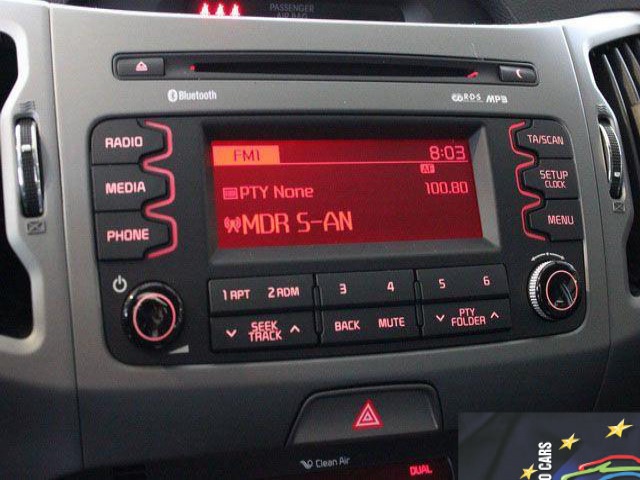 PASSENGER
AIR BAG
Bluetooth
R·D·S MP3
RADIO
MEDIA
PHONE
FM1 8:03
AF
PTY None 100.80
MDR S-AN
TA/SCAN
SETUP
CLOCK
MENU
1 RPT 2 RDM 3 4 5 6
SEEK
TRACK
BACK MUTE
PTY
FOLDER
Clean Air
DUAL
O CARS